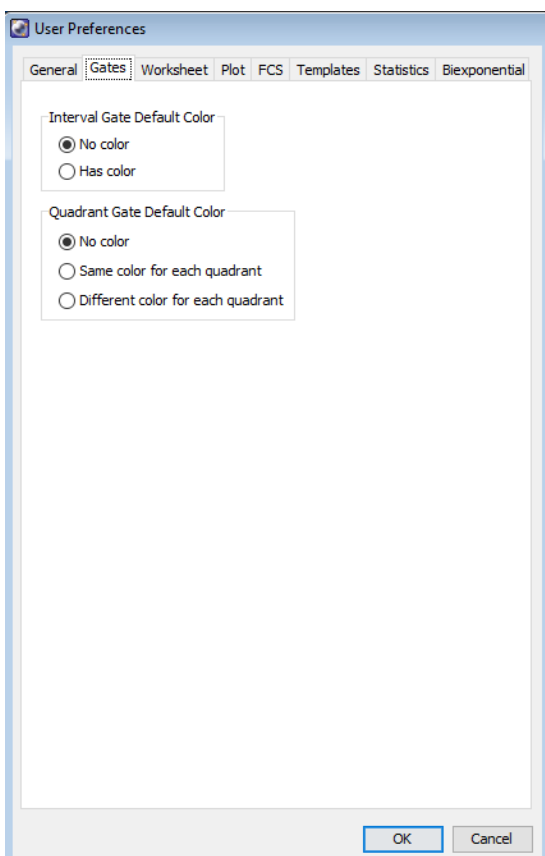 User Preferences
General Gates Worksheet Plot FCS Templates Statistics Biexponential
Interval Gate Default Color
No color
Has color
Quadrant Gate Default Color
No color
Same color for each quadrant
Different color for each quadrant
OK Cancel